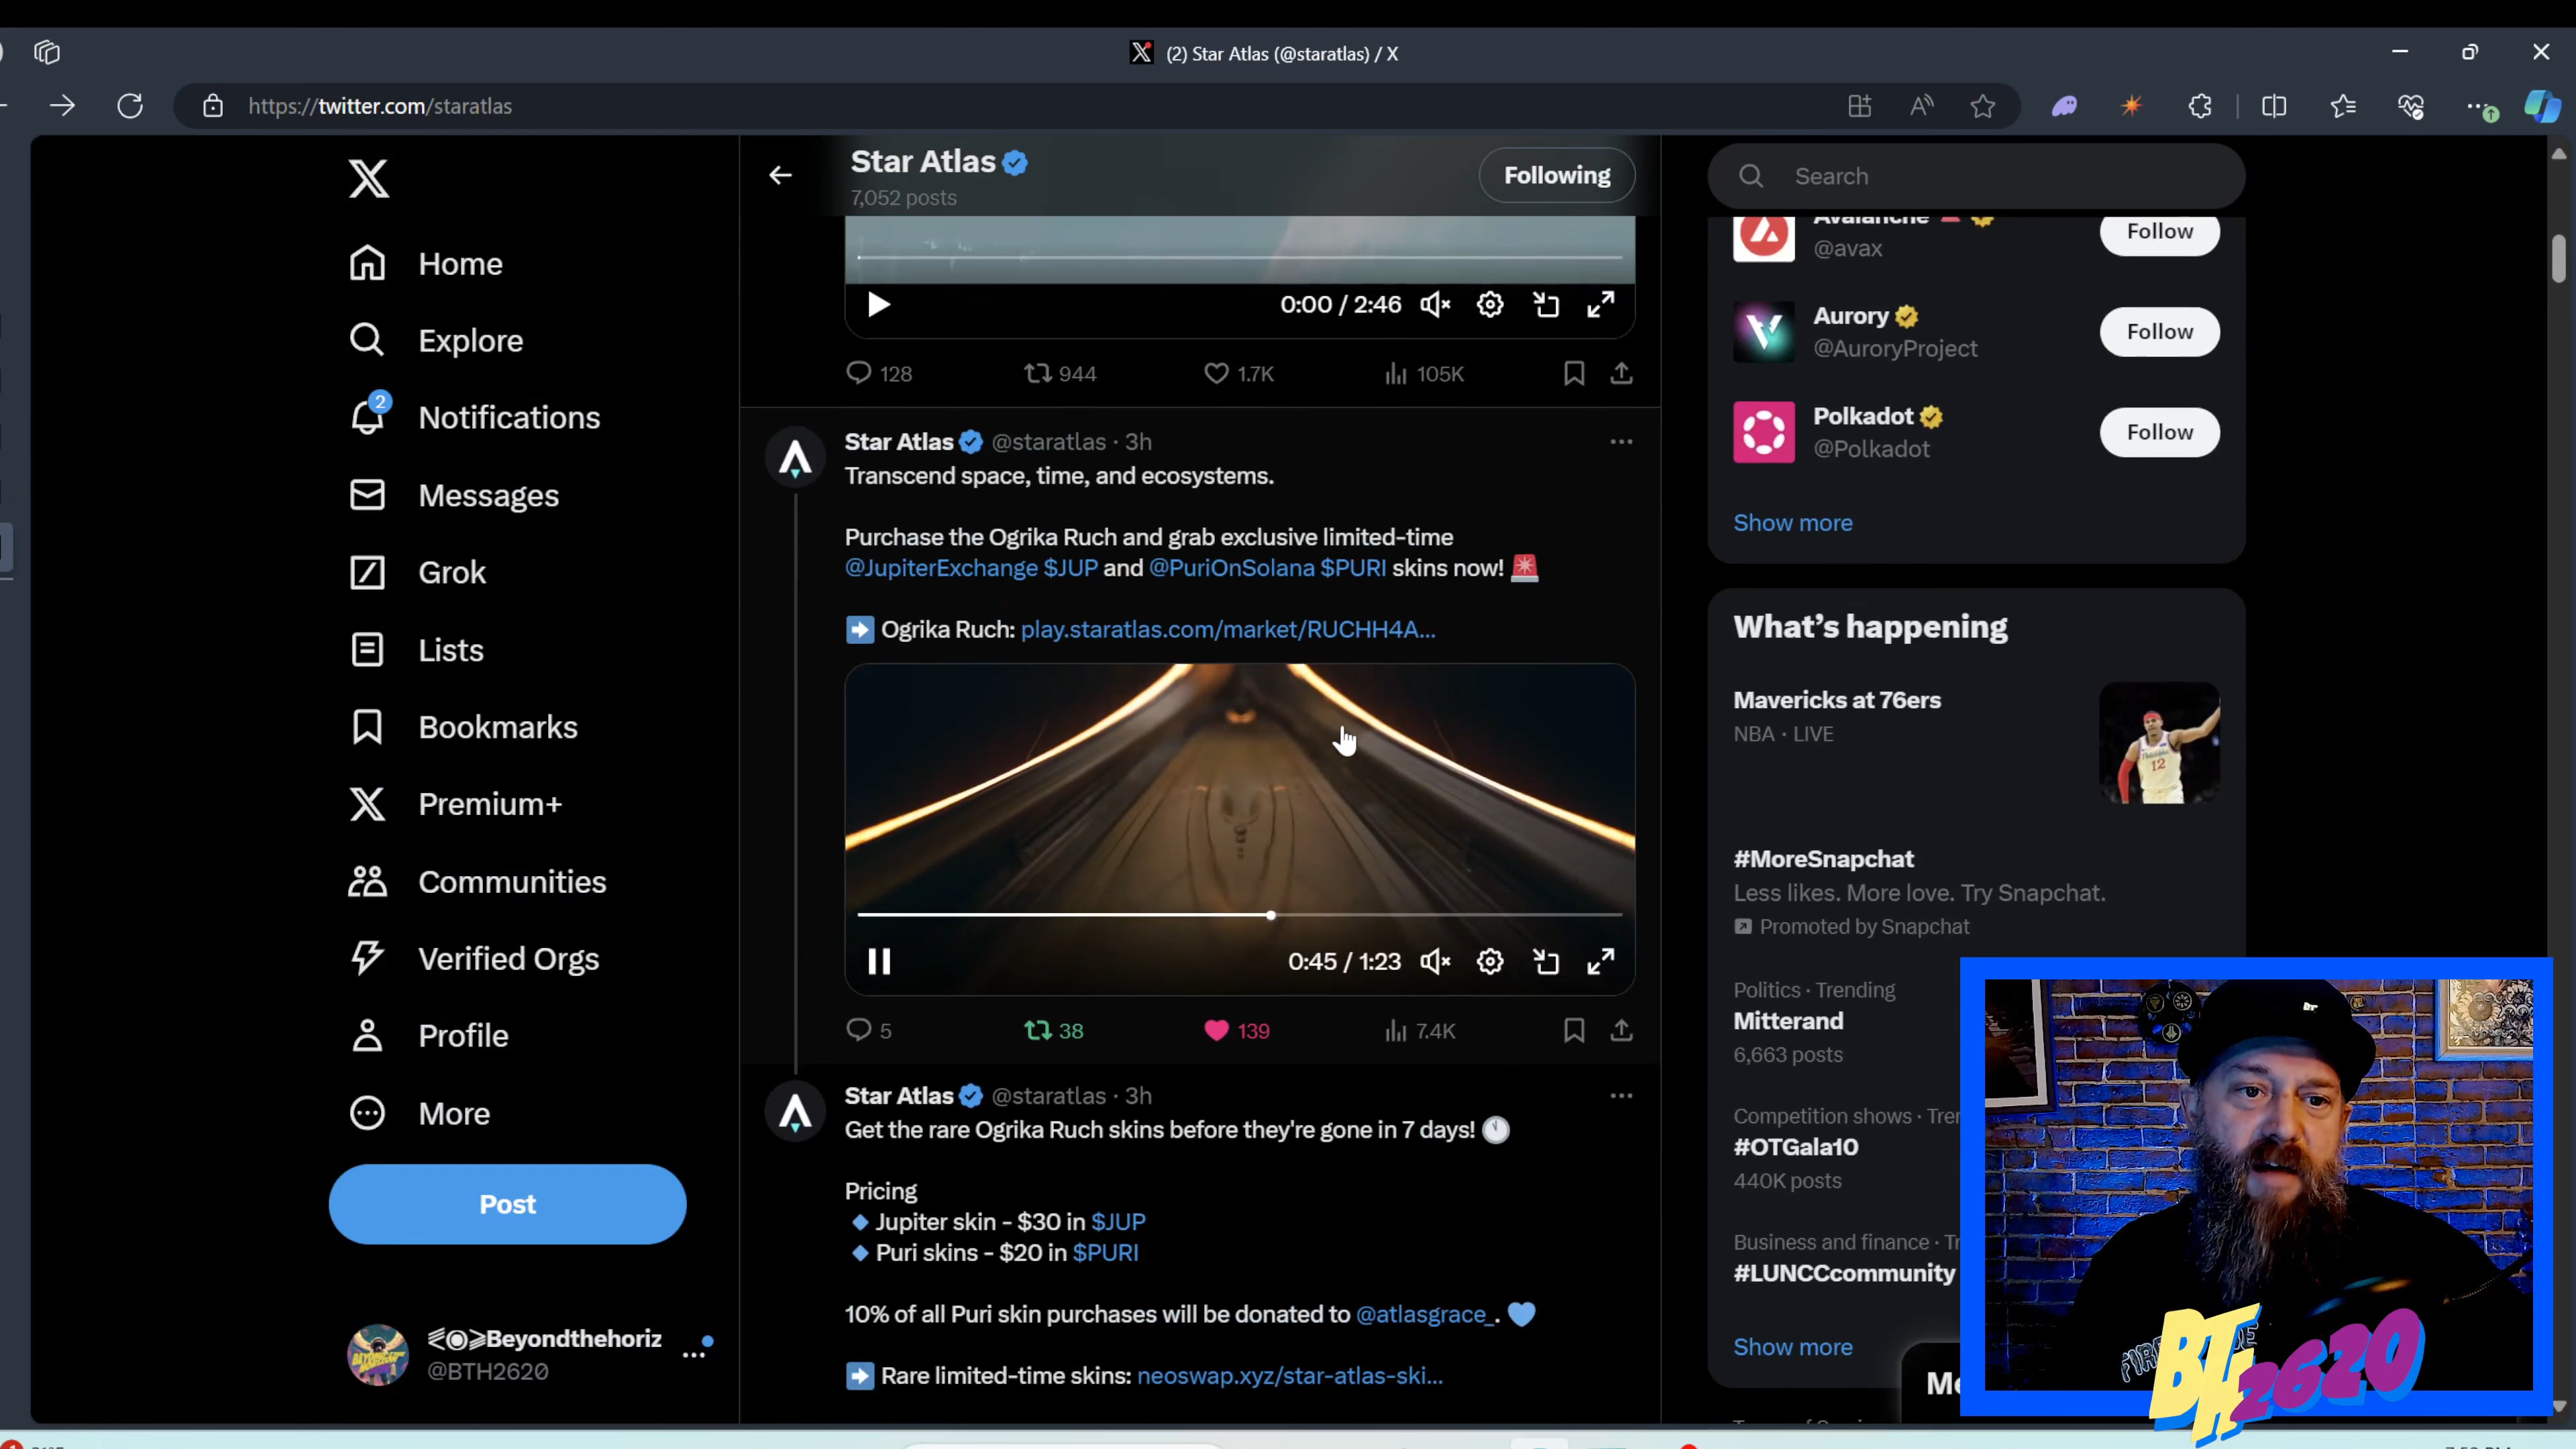 (2) Star Atlas (@staratlas) / X
https://twitter.com/staratlas
Star Atlas
7,052 posts
Following
Search
Home
Explore
2
Notifications
Messages
Grok
Lists
Bookmarks
Premium+
Communities
Verified Orgs
Profile
More
Post
Beyondthehoriz
@BTH2620
0:00 / 2:46
128
944
1.7K
105K
Star Atlas @staratlas · 3h
Transcend space, time, and ecosystems.
Purchase the Ogrika Ruch and grab exclusive limited-time
@JupiterExchange $JUP and @PuriOnSolana $PURI skins now!
Ogrika Ruch: play.staratlas.com/market/RUCHH4A...
0:45 / 1:23
5
38
139
7.4K
Star Atlas @staratlas · 3h
Get the rare Ogrika Ruch skins before they're gone in 7 days!
Pricing
Jupiter skin - $30 in $JUP
Puri skins - $20 in $PURI
10% of all Puri skin purchases will be donated to @atlasgrace_.
Rare limited-time skins: neoswap.xyz/star-atlas-ski...
Avalanche
@avax
Follow
Aurory
@AuroryProject
Follow
Polkadot
@Polkadot
Follow
Show more
What's happening
Mavericks at 76ers
NBA · LIVE
#MoreSnapchat
Less likes. More love. Try Snapchat.
Promoted by Snapchat
Politics · Trending
Mitterand
6,663 posts
Competition shows ·
#OTGala10
440K posts
Business and finance ·
#LUNCCcommunity
Show more
BTH2620